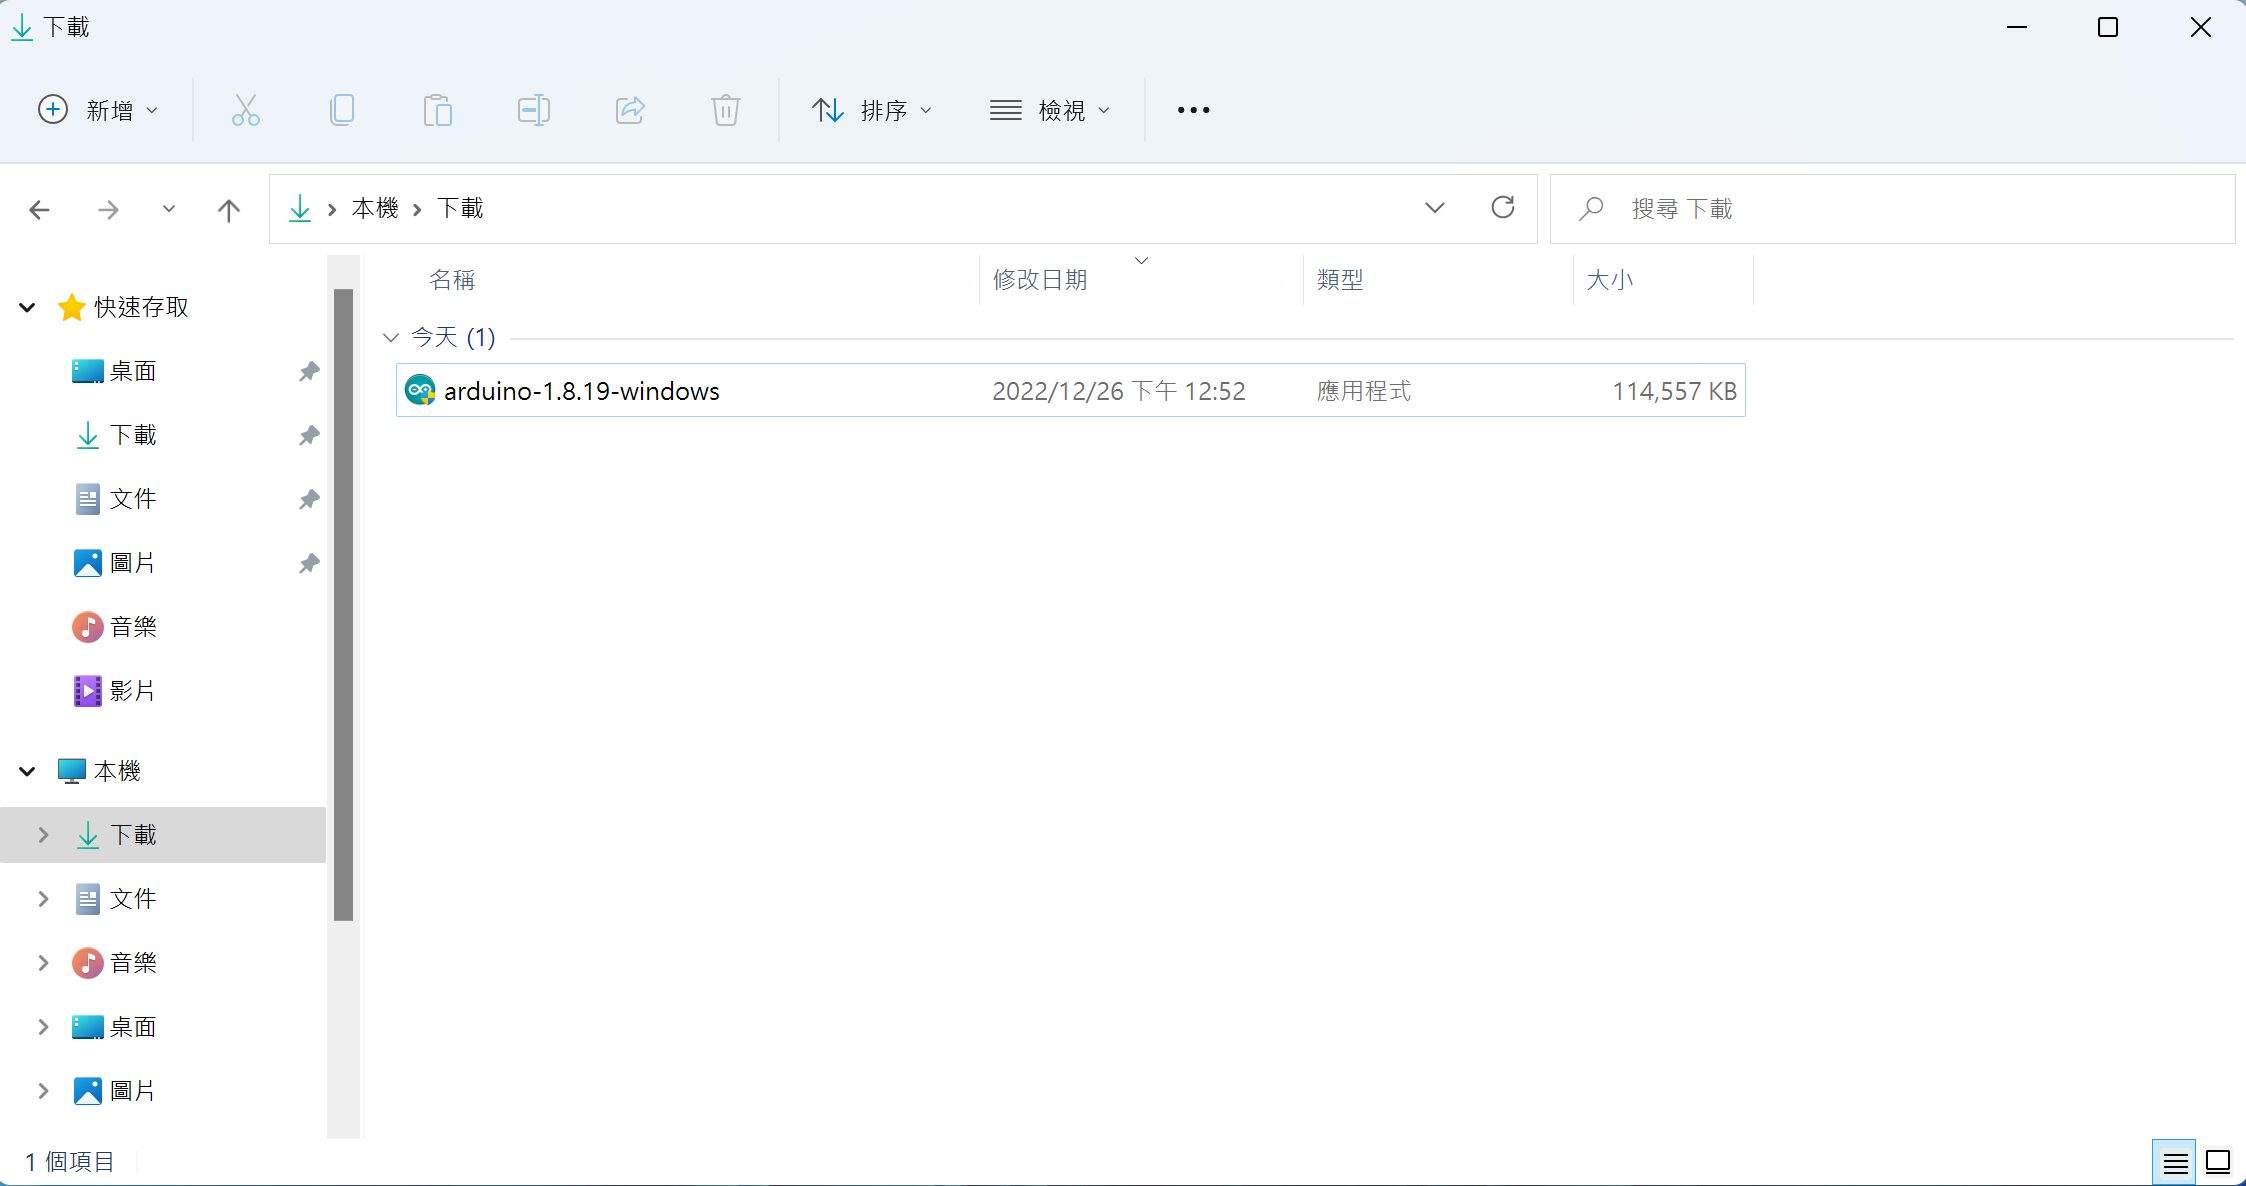 下載
新增
排序
檢視
本機 下載
搜尋 下載
名稱 修改日期 類型 大小
今天 (1)
arduino-1.8.19-windows 2022/12/26 下午 12:52 應用程式 114,557 KB
快速存取
桌面
下載
文件
圖片
音樂
影片
本機
下載
文件
音樂
桌面
圖片
1 個項目